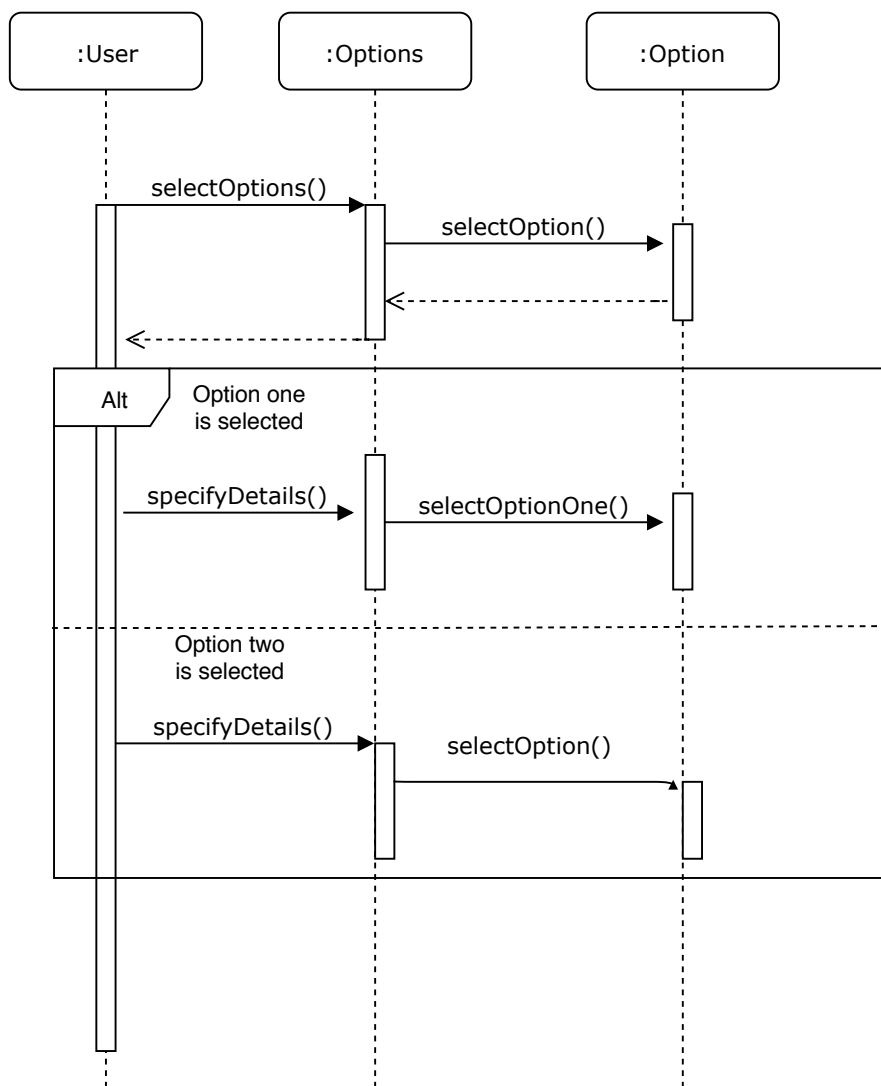 :User
:Options
:Option
selectOptions()
selectOption()
Alt
Option one
is selected
specifyDetails()
selectOptionOne()
Option two
is selected
specifyDetails()
selectOption()